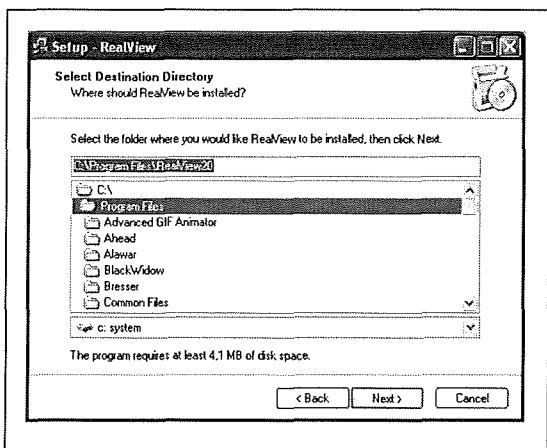 Setup - RealView
Select Destination Directory
Where should RealView be installed?
Select the folder where you would like RealView to be installed, then click Next.
C:\Program Files\RealView20
C:\
Program Files
Advanced GIF Animator
Ahead
Alawar
BlackWidow
Bresser
Common Files
c: system
The program requires at least 4,1 MB of disk space.
< Back
Next >
Cancel